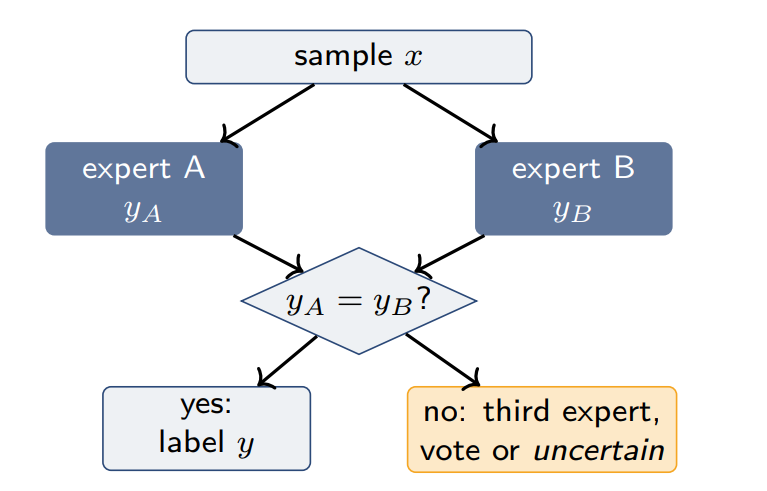 sample x
expert A
y_A
expert B
y_B
y_A = y_B?
yes:
label y
no: third expert,
vote or uncertain